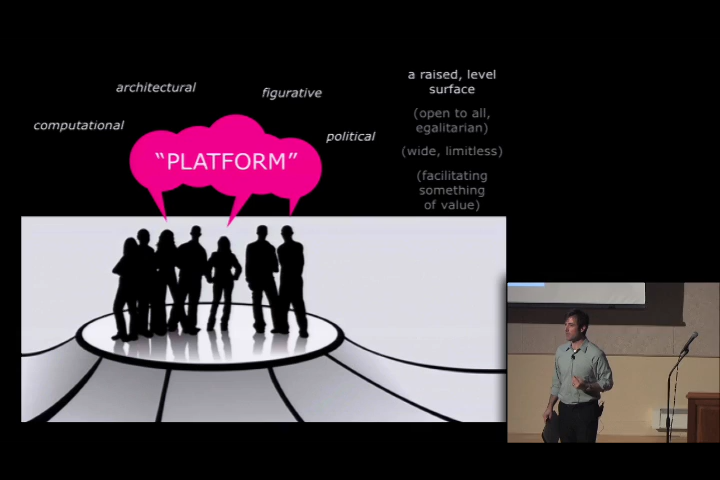 computational
architectural
figurative
political
"PLATFORM"
a raised, level
surface
(open to all,
egalitarian)
(wide, limitless)
(facilitating
something
of value)